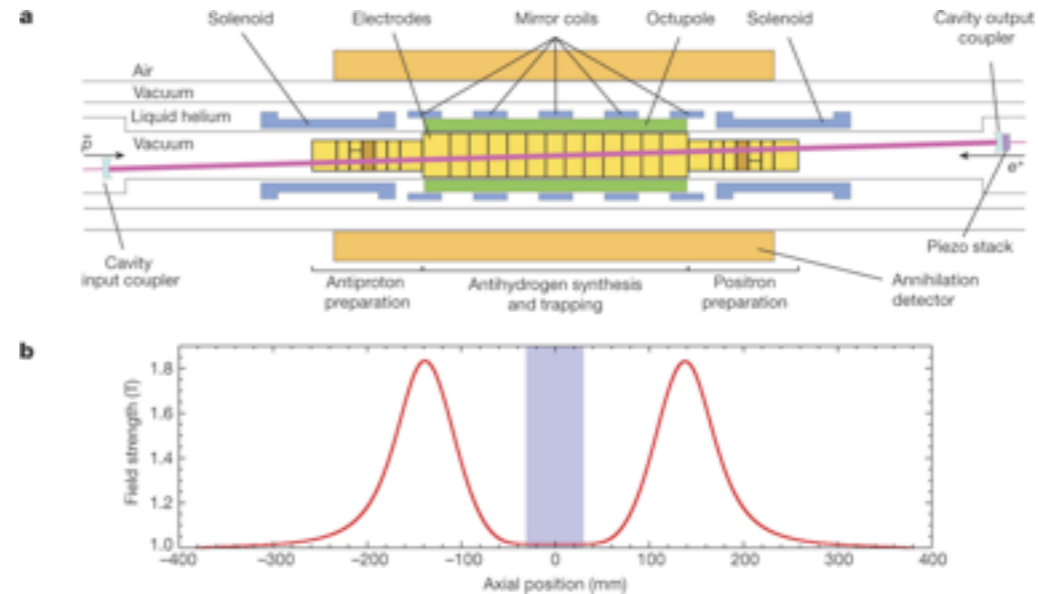 a
Solenoid
Electrodes
Mirror coils
Octupole
Solenoid
Cavity output
coupler
Air
Vacuum
Liquid helium
Vacuum
p̅
e⁺
Cavity
input coupler
Piezo stack
Annihilation
detector
Antiproton
preparation
Antihydrogen synthesis
and trapping
Positron
preparation
b
Field strength (T)
1.8
1.6
1.4
1.2
1.0
–400 –300 –200 –100 0 100 200 300 400
Axial position (mm)